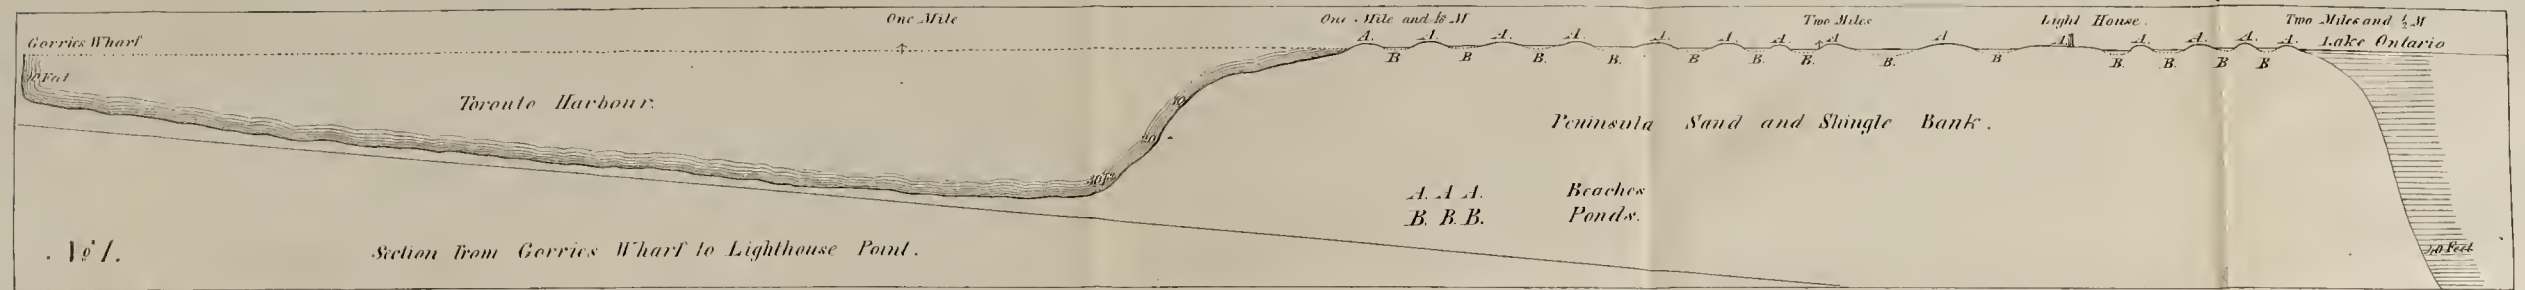 One Mile
One Mile and ½ M
Two Miles
Light House.
Two Miles and ½ M
Gorries Wharf
A. A. A. A. A. A. A. A A A A. A. A. A.
Lake Ontario
B B B. B. B B. B. B. B B. B. B B
Feet
Toronto Harbour.
10
20
30 Ft
Peninsula Sand and Shingle Bank.
A. A A. Beaches
B. B. B. Ponds.
No. 1.
Section from Gorries Wharf to Lighthouse Point.
Feet